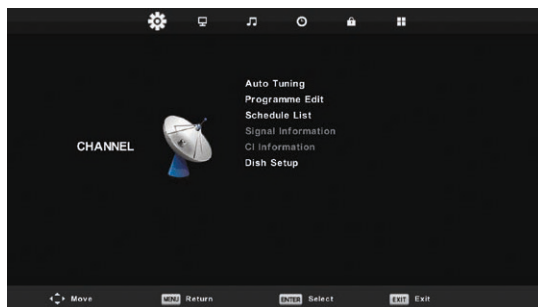 Auto Tuning
Programme Edit
Schedule List
Signal Information
CI Information
Dish Setup
CHANNEL
Move MENU Return ENTER Select EXIT Exit